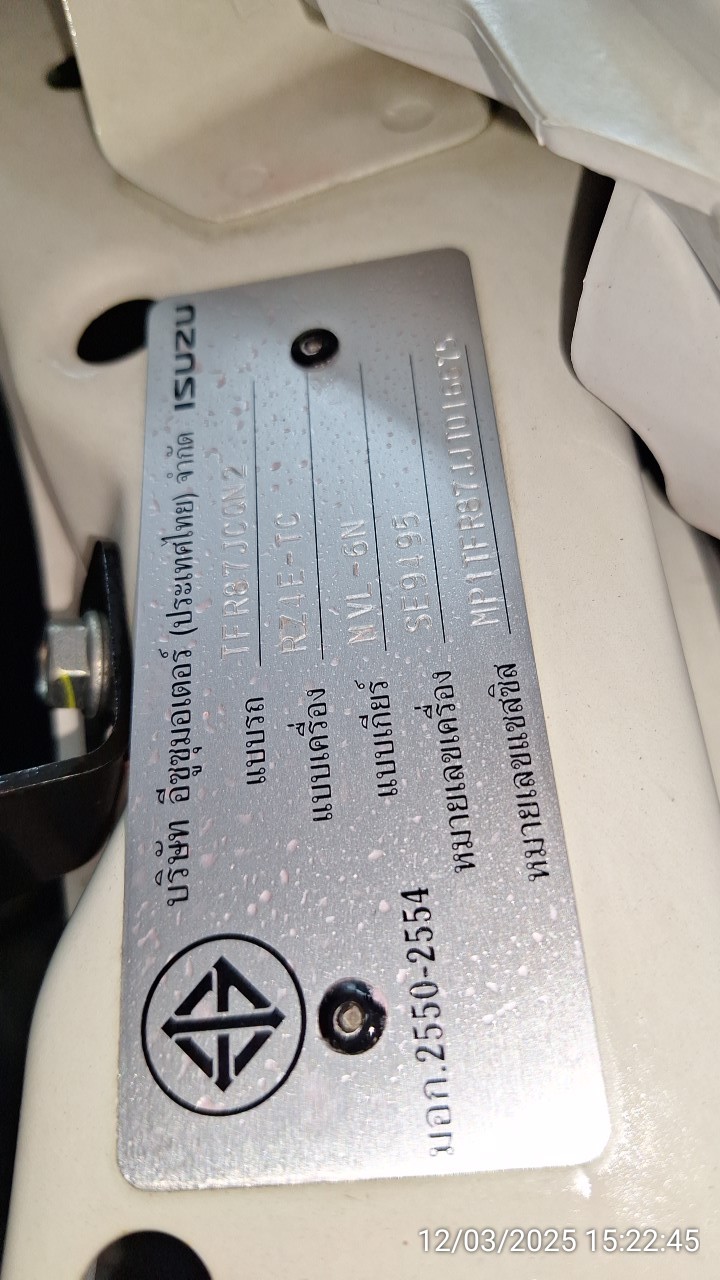 บริษัท อีซูซุมอเตอร์ (ประเทศไทย) จำกัด ISUZU
แบบรถ TFR87JCQN2
แบบเครื่อง RZ4E-TC
แบบเกียร์ MVL-6N
หมายเลขเครื่อง SE9495
หมายเลขแชสซิส
มอก.2550-2554
12/03/2025 15:22:45